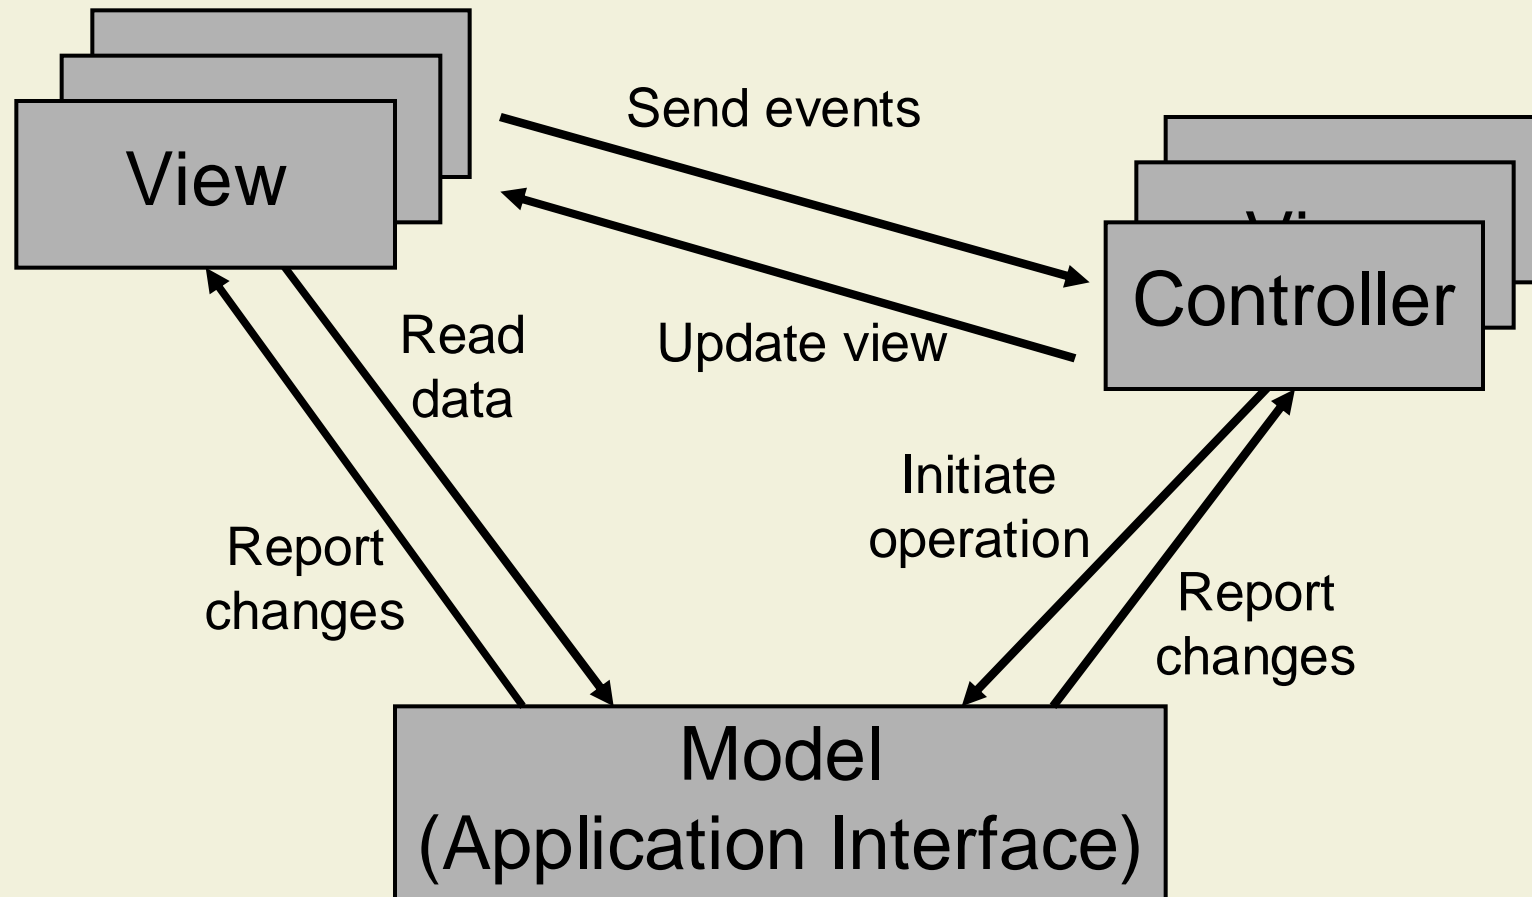 View
Send events
Controller
Update view
Read
data
Initiate
operation
Report
changes
Report
changes
Model
(Application Interface)